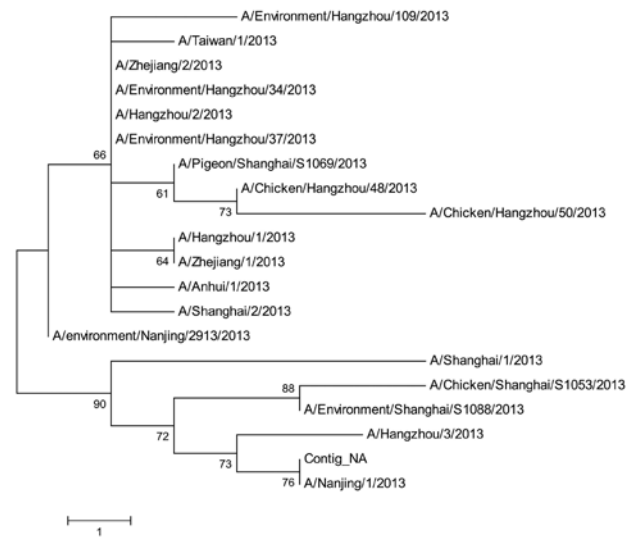 A/Environment/Hangzhou/109/2013
A/Taiwan/1/2013
A/Zhejiang/2/2013
A/Environment/Hangzhou/34/2013
A/Hangzhou/2/2013
A/Environment/Hangzhou/37/2013
66
A/Pigeon/Shanghai/S1069/2013
61
A/Chicken/Hangzhou/48/2013
73
A/Chicken/Hangzhou/50/2013
A/Hangzhou/1/2013
64
A/Zhejiang/1/2013
A/Anhui/1/2013
A/Shanghai/2/2013
A/environment/Nanjing/2913/2013
A/Shanghai/1/2013
88
A/Chicken/Shanghai/S1053/2013
90
A/Environment/Shanghai/S1088/2013
72
A/Hangzhou/3/2013
73
Contig_NA
76
A/Nanjing/1/2013
1